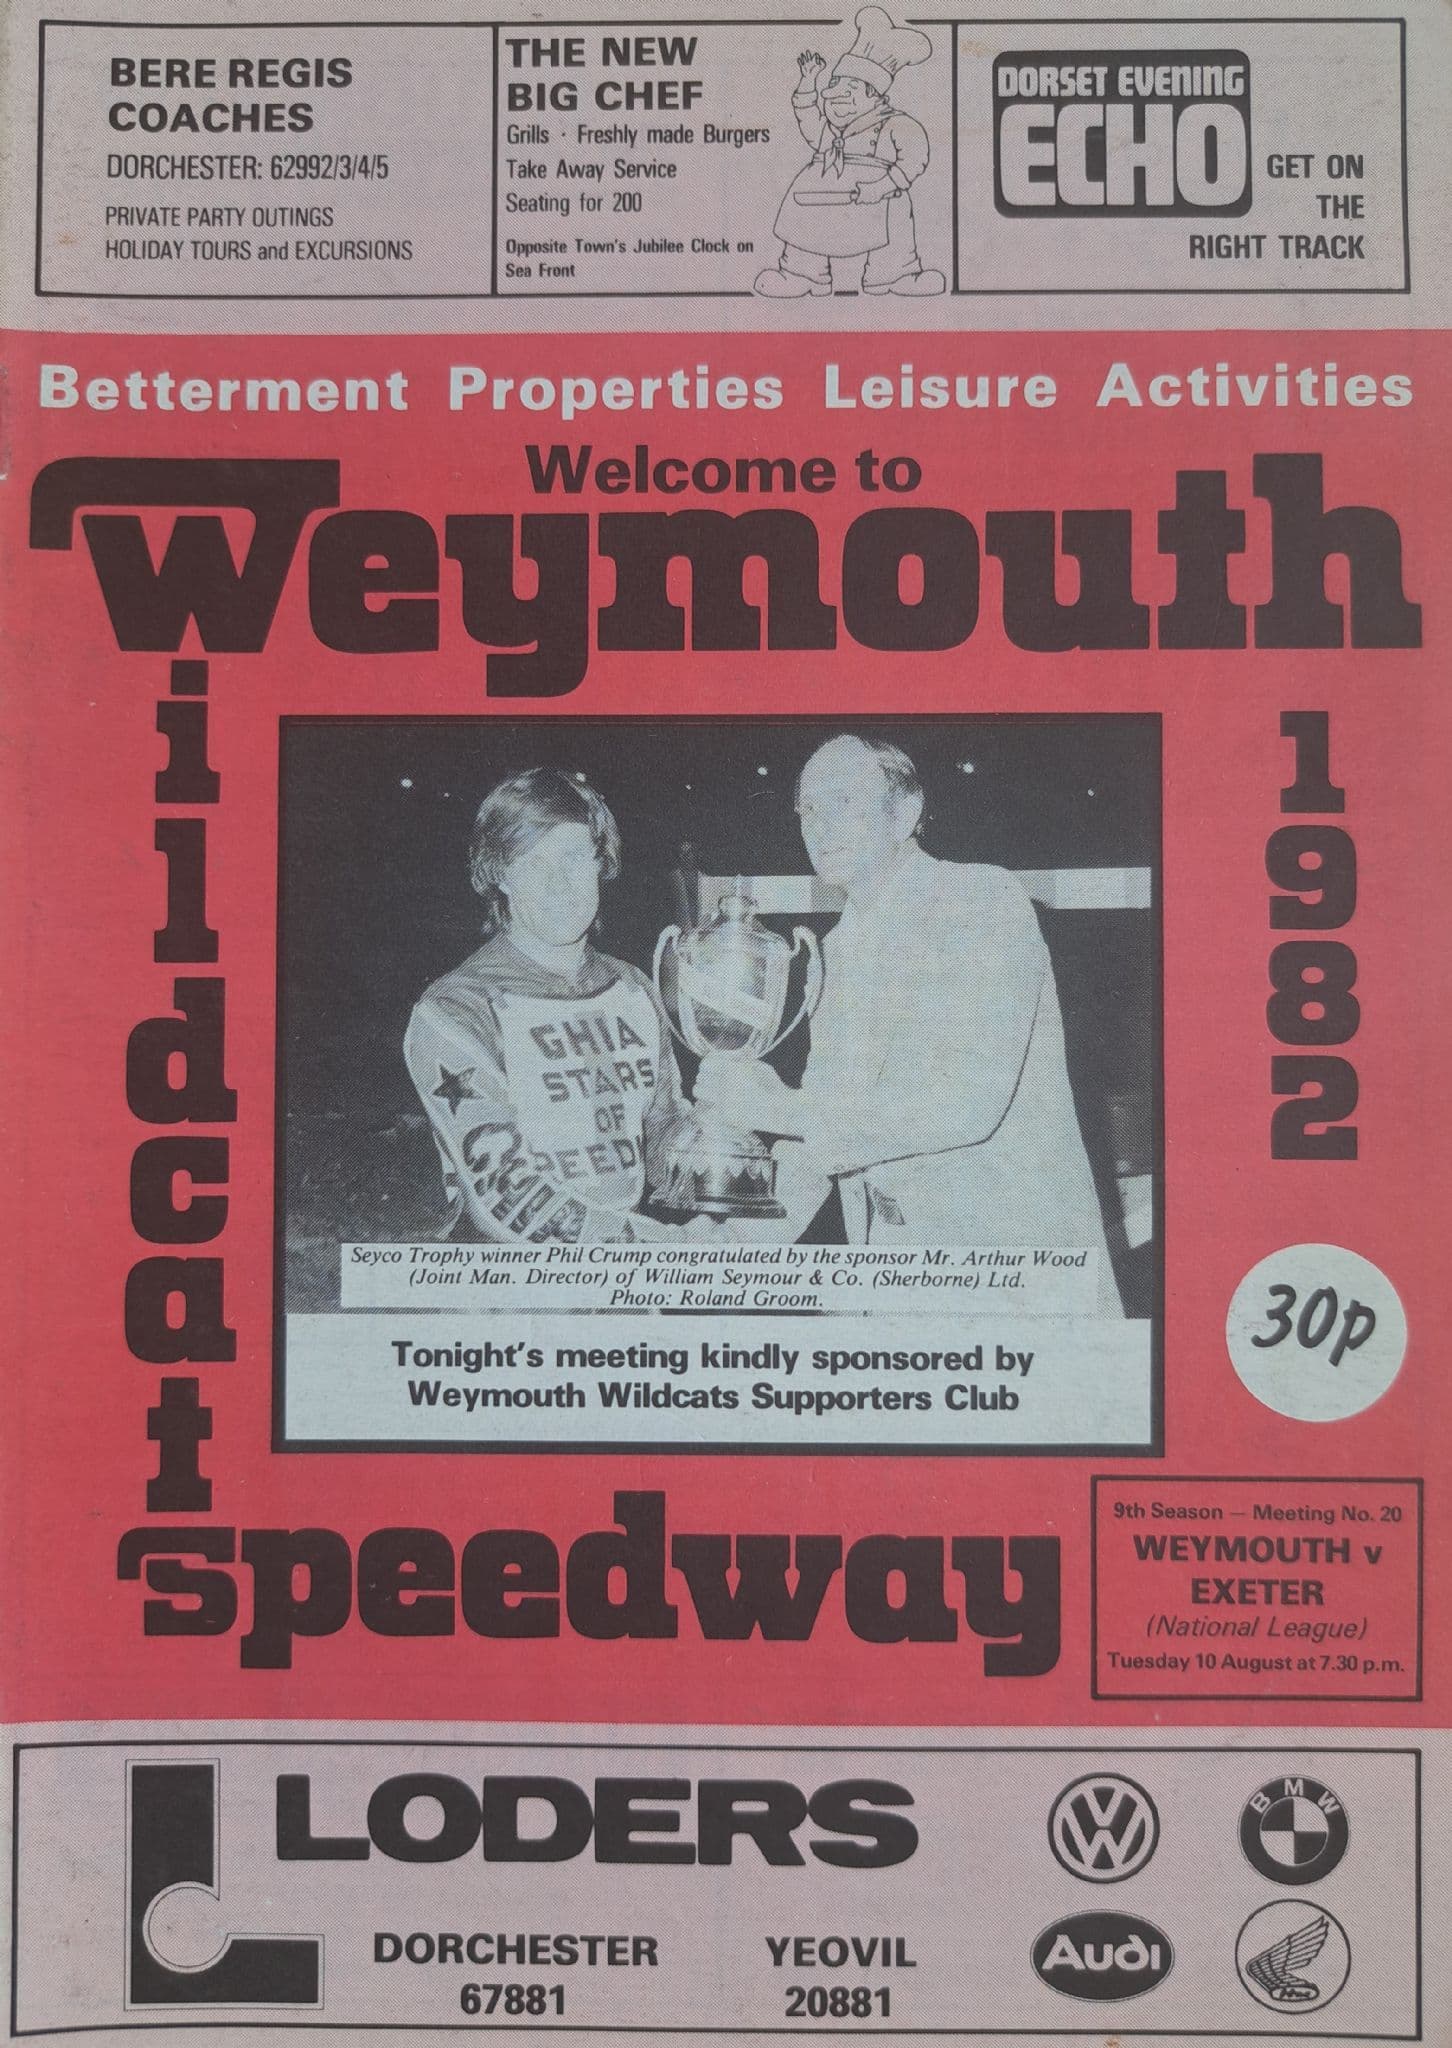 BERE REGIS
COACHES
DORCHESTER: 62992/3/4/5
PRIVATE PARTY OUTINGS
HOLIDAY TOURS and EXCURSIONS
THE NEW
BIG CHEF
Grills · Freshly made Burgers
Take Away Service
Seating for 200
Opposite Town's Jubilee Clock on
Sea Front
DORSET EVENING
ECHO
GET ON
THE
RIGHT TRACK
Betterment Properties Leisure Activities
Welcome to
Weymouth
Wildcats
1982
GHIA
STARS
OF
SPEED
Seyco Trophy winner Phil Crump congratulated by the sponsor Mr. Arthur Wood
(Joint Man. Director) of William Seymour & Co. (Sherborne) Ltd.
Photo: Roland Groom.
Tonight's meeting kindly sponsored by
Weymouth Wildcats Supporters Club
30p
Speedway
9th Season — Meeting No. 20
WEYMOUTH v
EXETER
(National League)
Tuesday 10 August at 7.30 p.m.
LODERS
DORCHESTER
67881
YEOVIL
20881
VW
BMW
Audi